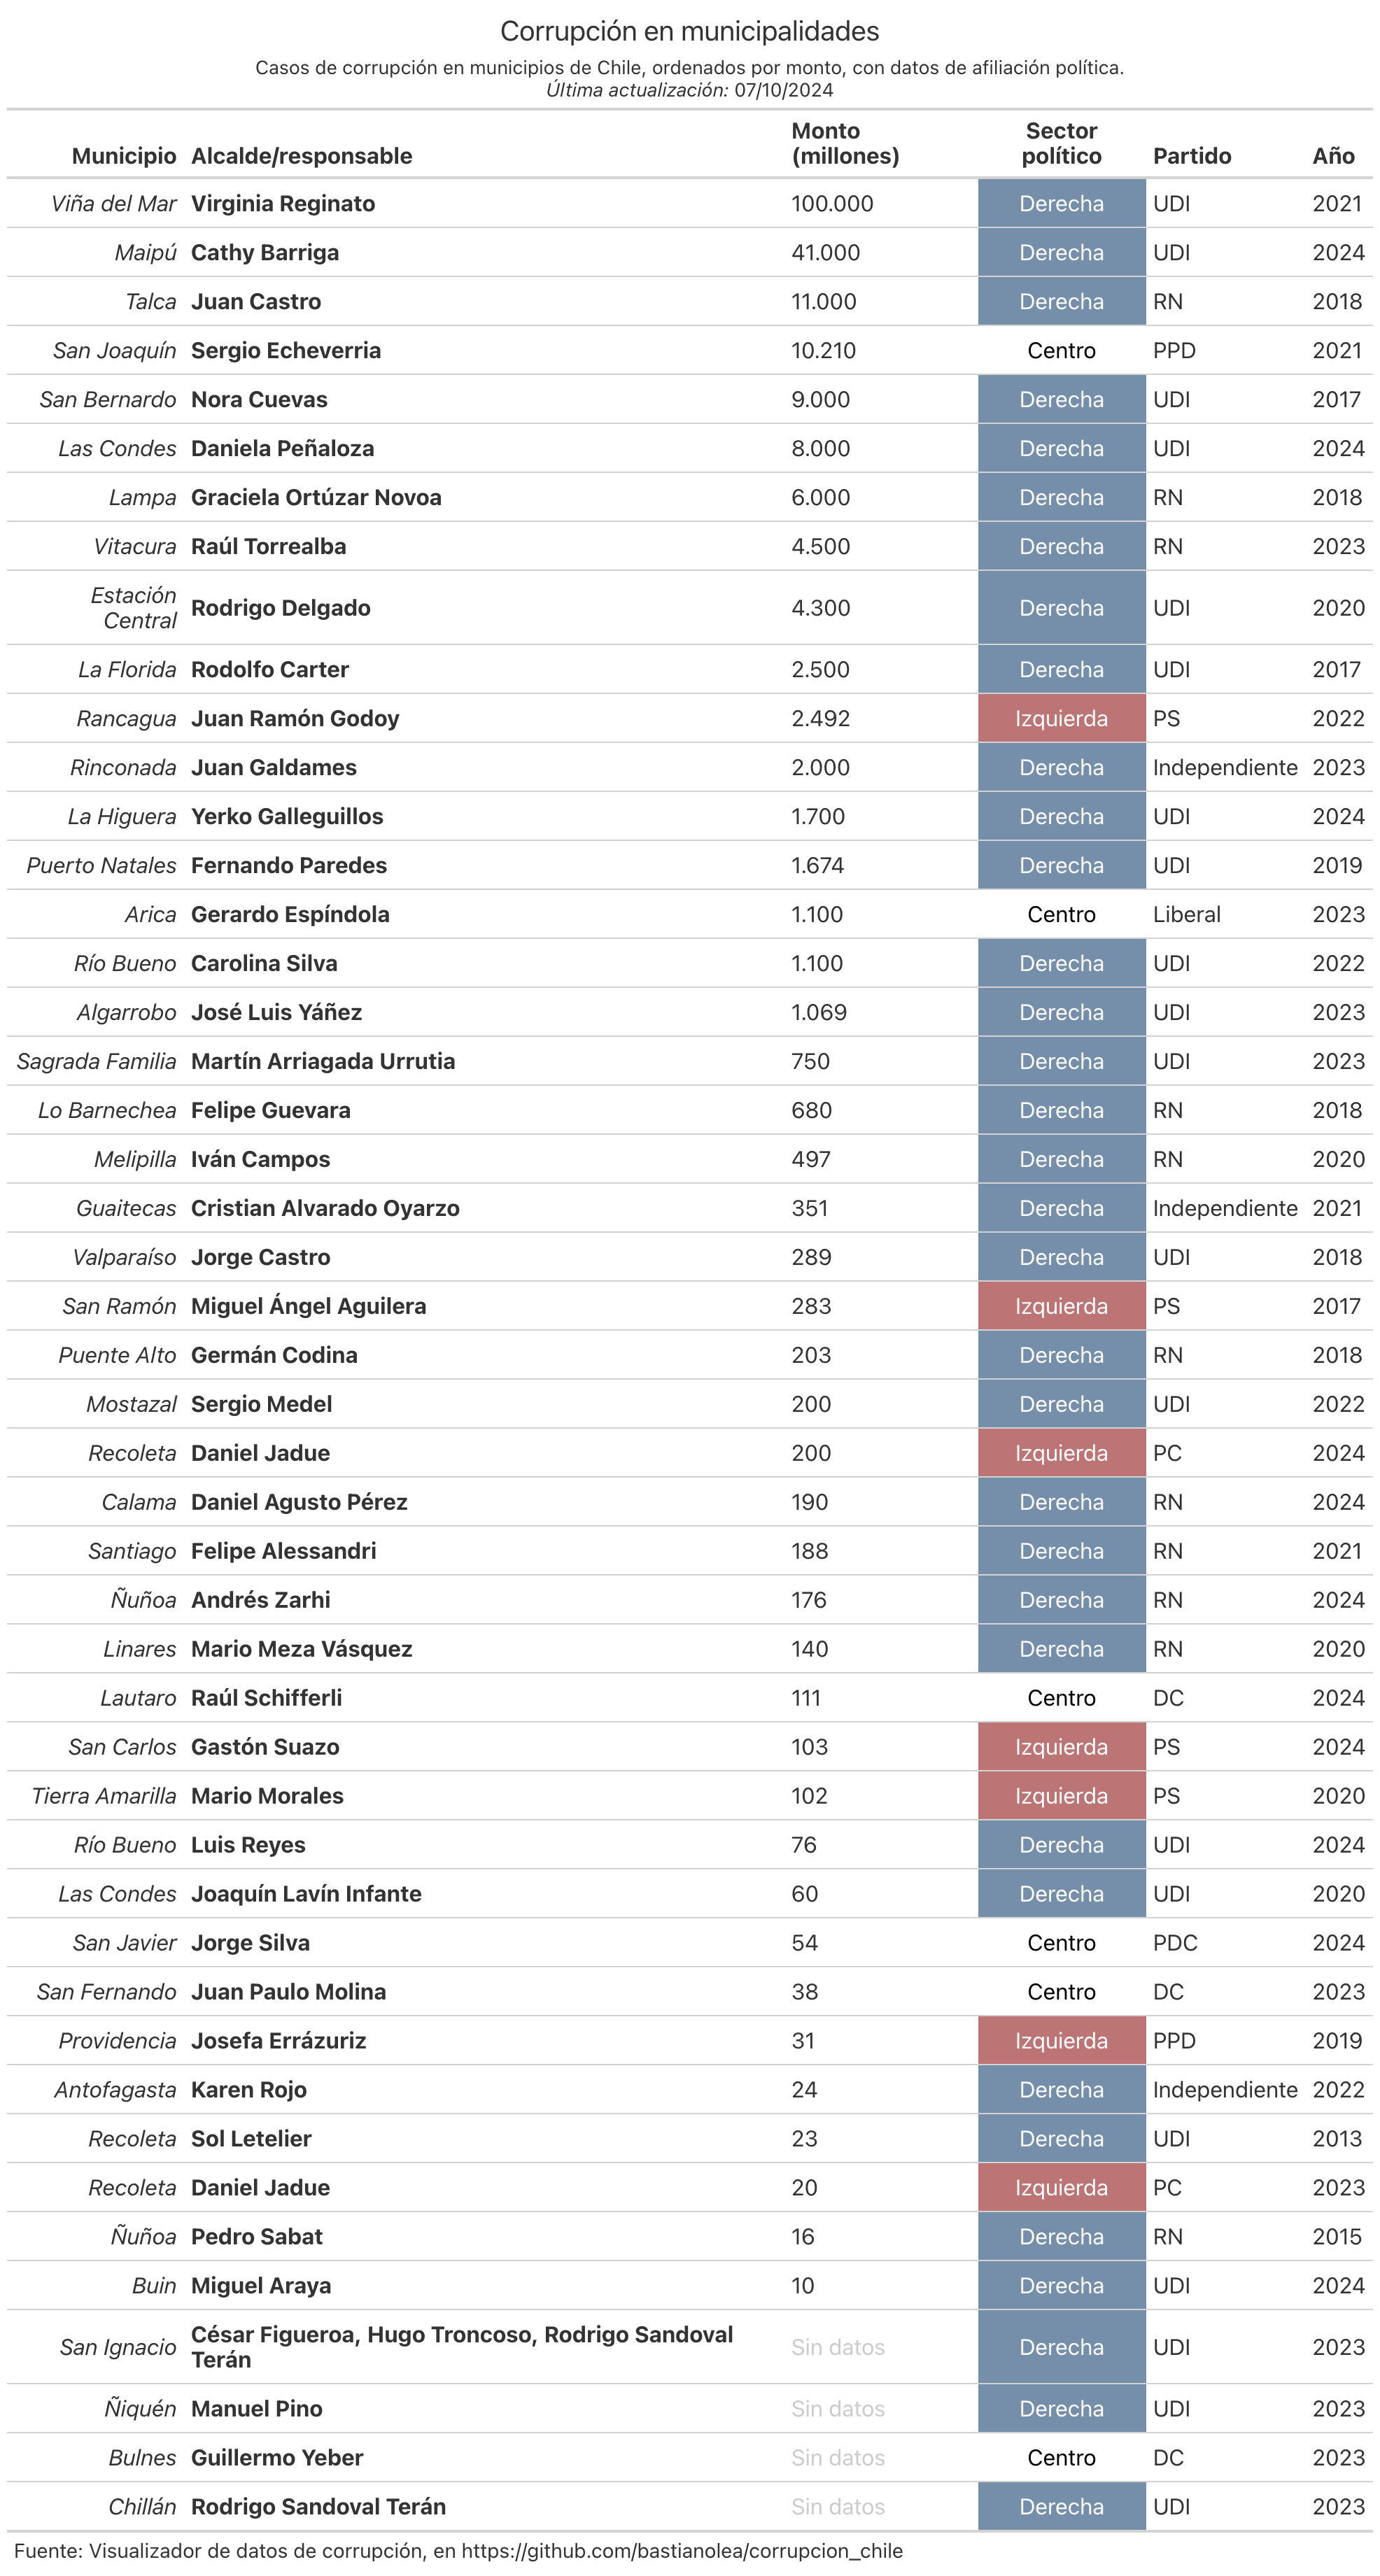 Corrupción en municipalidades
Casos de corrupción en municipios de Chile, ordenados por monto, con datos de afiliación política.
Última actualización: 07/10/2024
Municipio Alcalde/responsable Monto (millones) Sector político Partido Año
Viña del Mar Virginia Reginato 100.000 Derecha UDI 2021
Maipú Cathy Barriga 41.000 Derecha UDI 2024
Talca Juan Castro 11.000 Derecha RN 2018
San Joaquín Sergio Echeverria 10.210 Centro PPD 2021
San Bernardo Nora Cuevas 9.000 Derecha UDI 2017
Las Condes Daniela Peñaloza 8.000 Derecha UDI 2024
Lampa Graciela Ortúzar Novoa 6.000 Derecha RN 2018
Vitacura Raúl Torrealba 4.500 Derecha RN 2023
Estación Central Rodrigo Delgado 4.300 Derecha UDI 2020
La Florida Rodolfo Carter 2.500 Derecha UDI 2017
Rancagua Juan Ramón Godoy 2.492 Izquierda PS 2022
Rinconada Juan Galdames 2.000 Derecha Independiente 2023
La Higuera Yerko Galleguillos 1.700 Derecha UDI 2024
Puerto Natales Fernando Paredes 1.674 Derecha UDI 2019
Arica Gerardo Espíndola 1.100 Centro Liberal 2023
Río Bueno Carolina Silva 1.100 Derecha UDI 2022
Algarrobo José Luis Yáñez 1.069 Derecha UDI 2023
Sagrada Familia Martín Arriagada Urrutia 750 Derecha UDI 2023
Lo Barnechea Felipe Guevara 680 Derecha RN 2018
Melipilla Iván Campos 497 Derecha RN 2020
Guaitecas Cristian Alvarado Oyarzo 351 Derecha Independiente 2021
Valparaíso Jorge Castro 289 Derecha UDI 2018
San Ramón Miguel Ángel Aguilera 283 Izquierda PS 2017
Puente Alto Germán Codina 203 Derecha RN 2018
Mostazal Sergio Medel 200 Derecha UDI 2022
Recoleta Daniel Jadue 200 Izquierda PC 2024
Calama Daniel Agusto Pérez 190 Derecha RN 2024
Santiago Felipe Alessandri 188 Derecha RN 2021
Ñuñoa Andrés Zarhi 176 Derecha RN 2024
Linares Mario Meza Vásquez 140 Derecha RN 2020
Lautaro Raúl Schifferli 111 Centro DC 2024
San Carlos Gastón Suazo 103 Izquierda PS 2024
Tierra Amarilla Mario Morales 102 Izquierda PS 2020
Río Bueno Luis Reyes 76 Derecha UDI 2024
Las Condes Joaquín Lavín Infante 60 Derecha UDI 2020
San Javier Jorge Silva 54 Centro PDC 2024
San Fernando Juan Paulo Molina 38 Centro DC 2023
Providencia Josefa Errázuriz 31 Izquierda PPD 2019
Antofagasta Karen Rojo 24 Derecha Independiente 2022
Recoleta Sol Letelier 23 Derecha UDI 2013
Recoleta Daniel Jadue 20 Izquierda PC 2023
Ñuñoa Pedro Sabat 16 Derecha RN 2015
Buin Miguel Araya 10 Derecha UDI 2024
San Ignacio César Figueroa, Hugo Troncoso, Rodrigo Sandoval Terán Sin datos Derecha UDI 2023
Ñiquén Manuel Pino Sin datos Derecha UDI 2023
Bulnes Guillermo Yeber Sin datos Centro DC 2023
Chillán Rodrigo Sandoval Terán Sin datos Derecha UDI 2023
Fuente: Visualizador de datos de corrupción, en https://github.com/bastianolea/corrupcion_chile